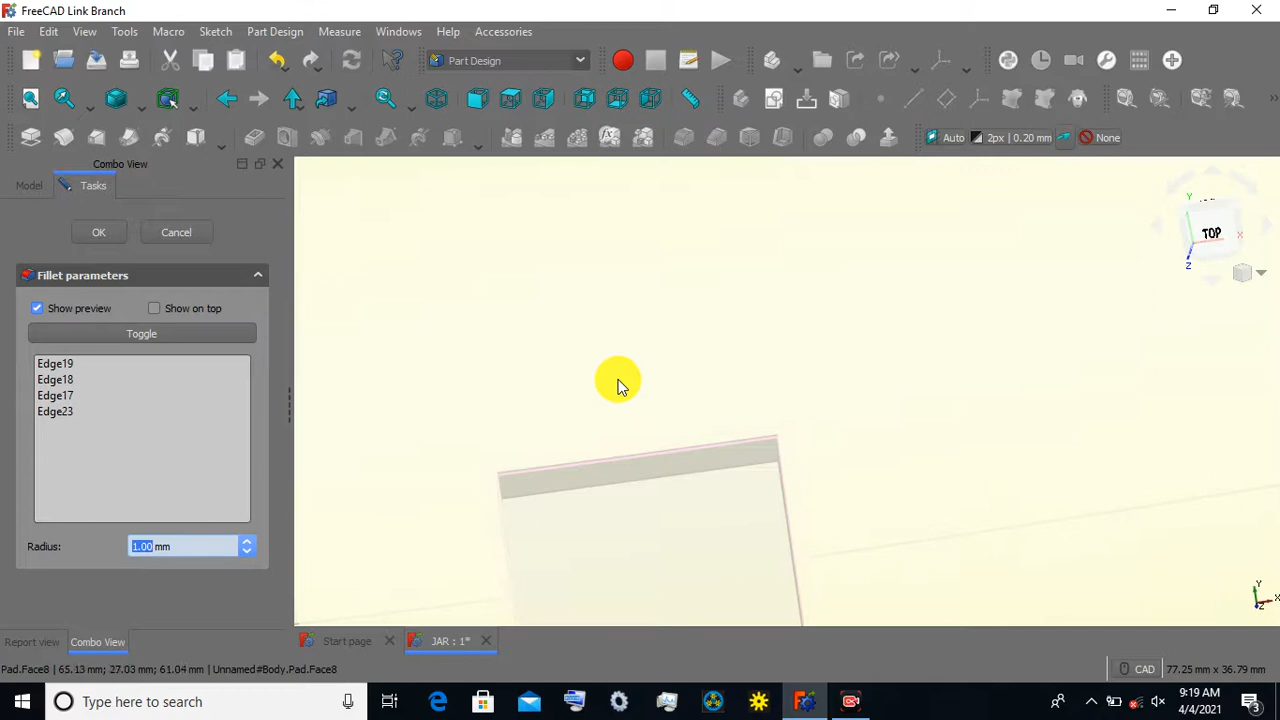 FreeCAD Link Branch
File Edit View Tools Macro Sketch Part Design Measure Windows Help Accessories
Part Design
Auto 2px | 0.20 mm None
Combo View
Model Tasks
OK Cancel
Fillet parameters
Show preview Show on top
Toggle
Edge19
Edge18
Edge17
Edge23
Radius: 1.00 mm
Y
TOP
X
Z
Y
X
Z
Report view Combo View Start page JAR : 1*
Pad.Face8 | 65.13 mm; 27.03 mm; 61.04 mm | Unnamed#Body.Pad.Face8 CAD 77.25 mm x 36.79 mm
Type here to search
9:19 AM
4/4/2021
3